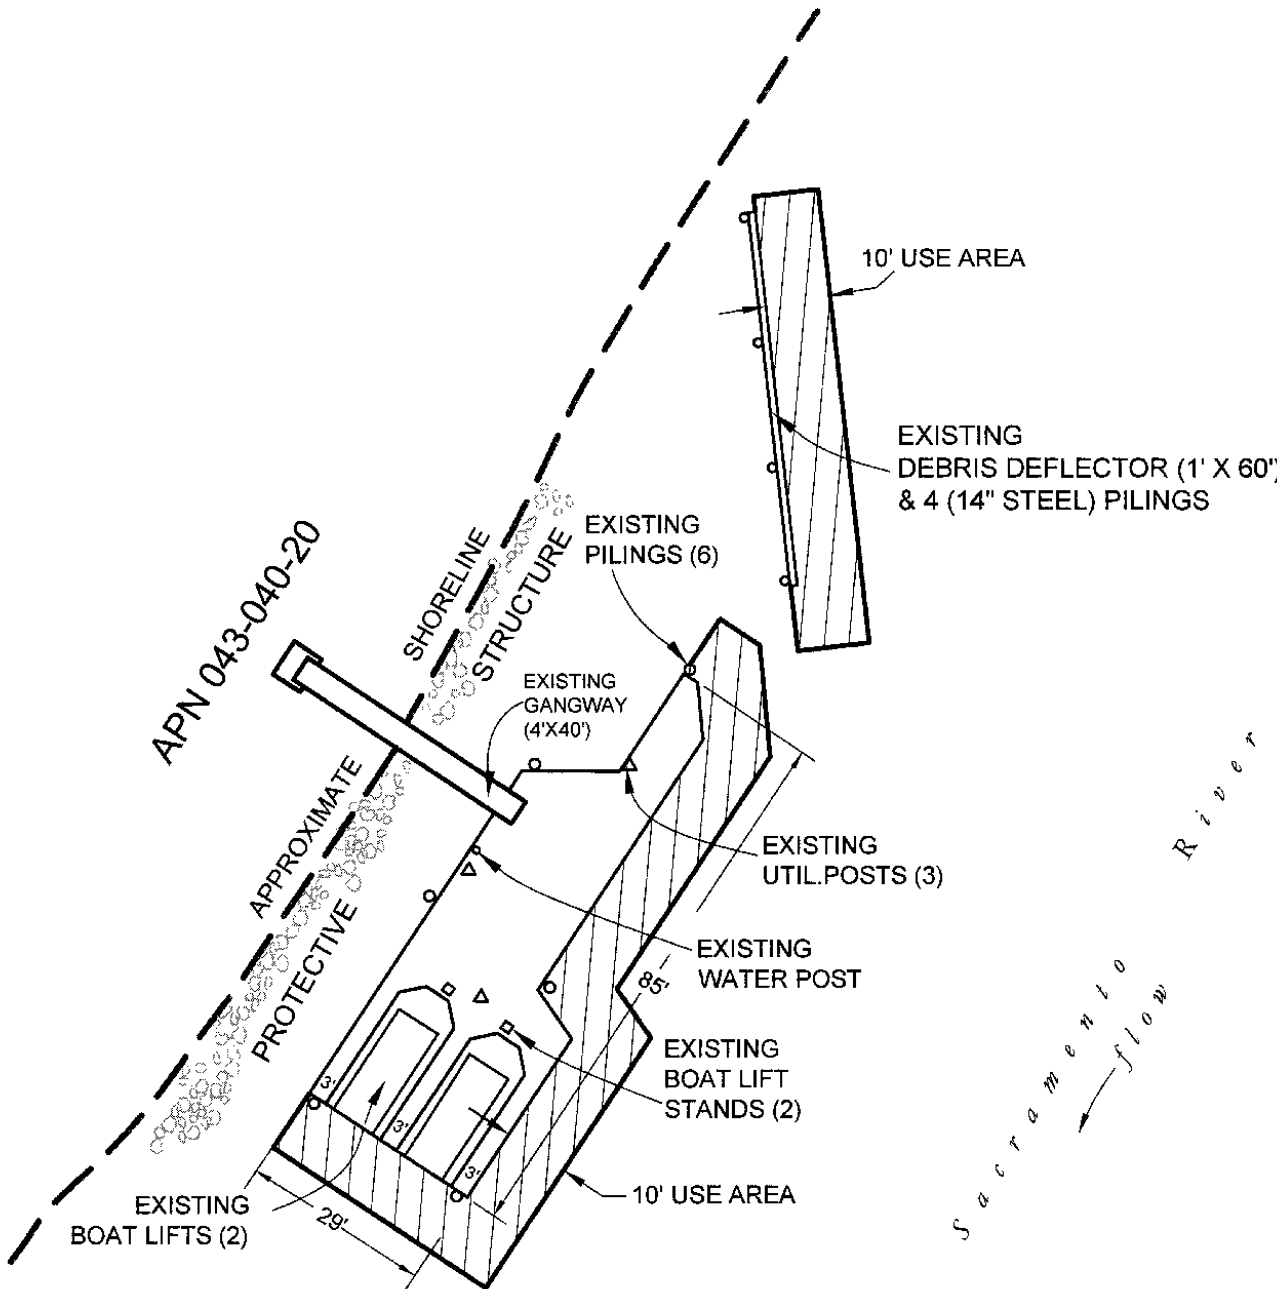 10' USE AREA
EXISTING
DEBRIS DEFLECTOR (1' X 60')
& 4 (14" STEEL) PILINGS
EXISTING
PILINGS (6)
APN 043-040-20
SHORELINE
STRUCTURE
EXISTING
GANGWAY
(4'X40')
APPROXIMATE
PROTECTIVE
EXISTING
UTIL.POSTS (3)
EXISTING
WATER POST
85'
EXISTING
BOAT LIFT
STANDS (2)
3'
3'
3'
10' USE AREA
EXISTING
BOAT LIFTS (2)
29'
Sacramento River
flow